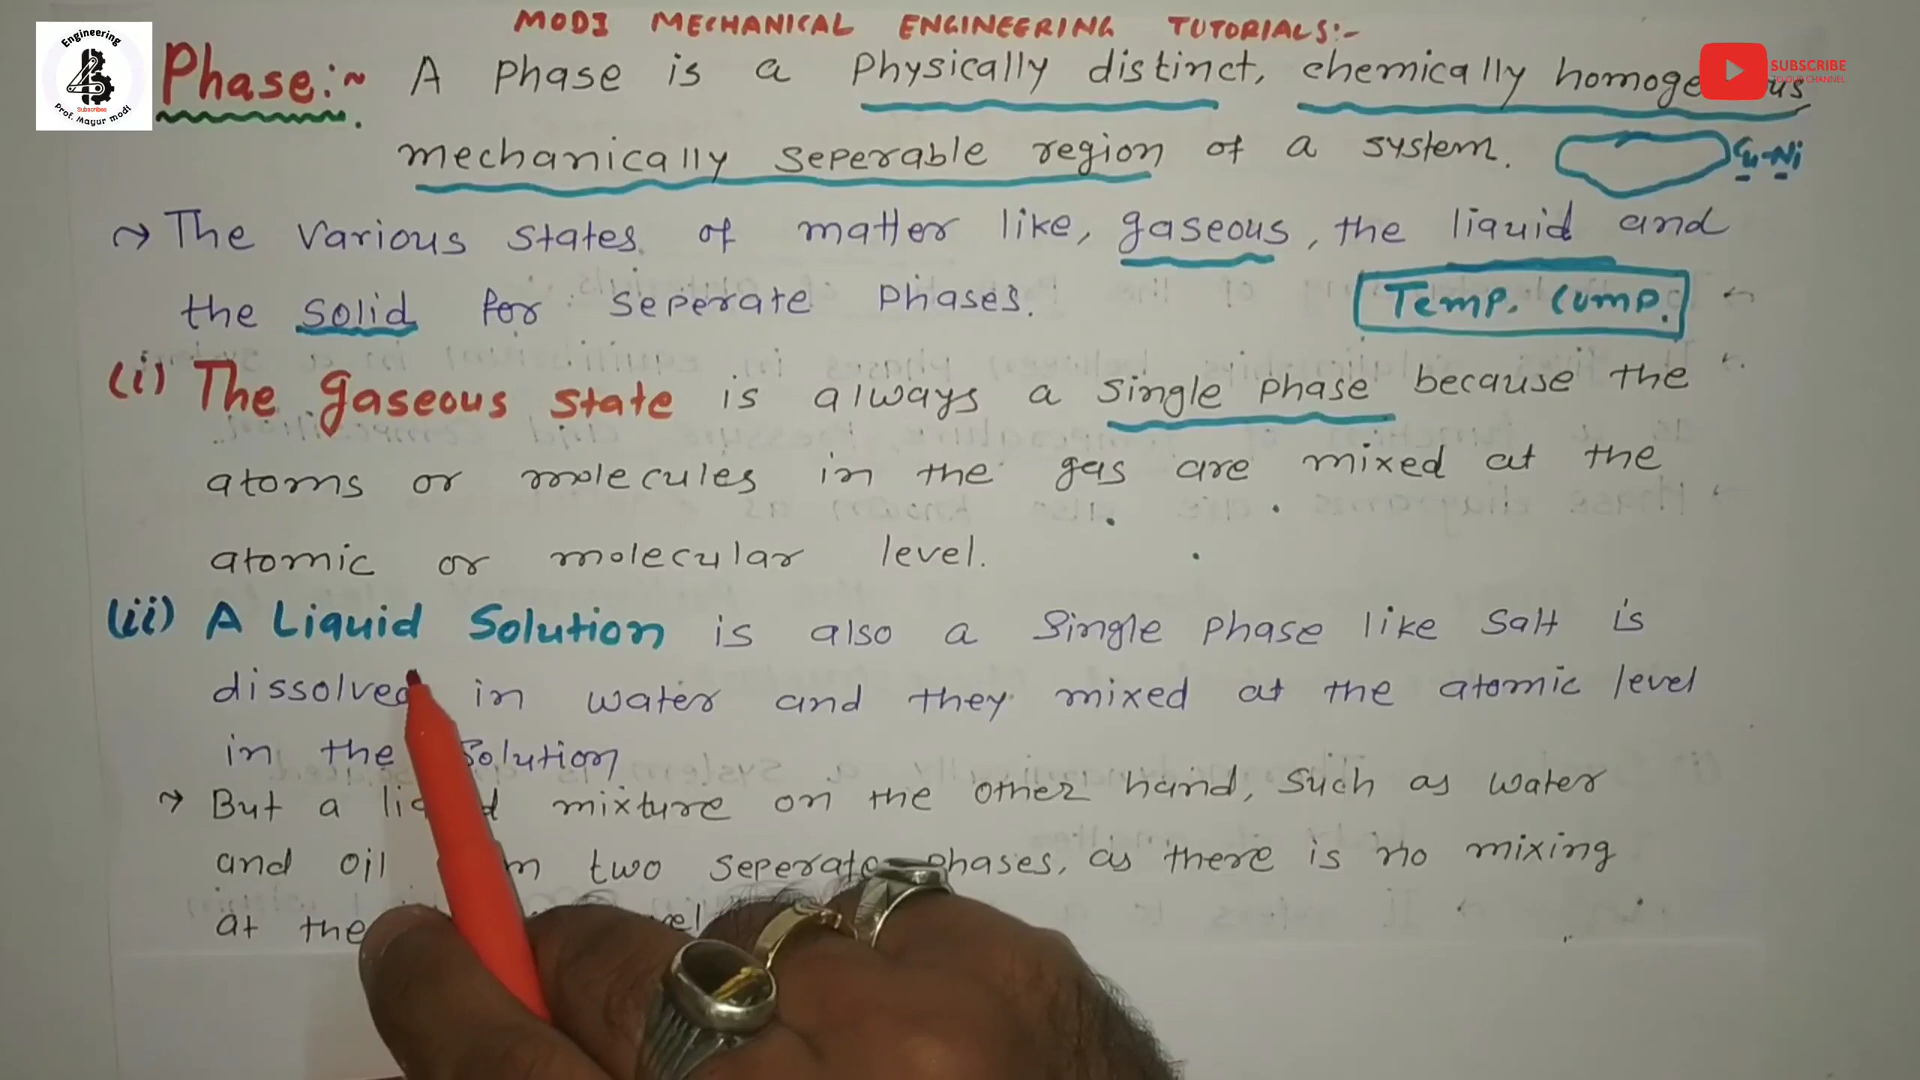 MODI MECHANICAL ENGINEERING TUTORIALS:-
Engineering
Subscribe
Prof. Mayur modi
SUBSCRIBE
TO OUR CHANNEL
Phase:~ A Phase is a Physically distinct, chemically homoge us
mechanically seperable region of a system.
Cu-Ni
~> The various states of matter like, gaseous, the liquid and
the solid for seperate Phases.
Temp. Comp.
(i) The gaseous state is always a single phase because the
atoms or molecules in the gas are mixed at the
atomic or molecular level.
(ii) A Liquid Solution is also a single phase like salt is
dissolved in water and they mixed at the atomic level
in the solution
~> But a mixture on the other hand, such as water
and oil two seperate phases, as there is no mixing
at the